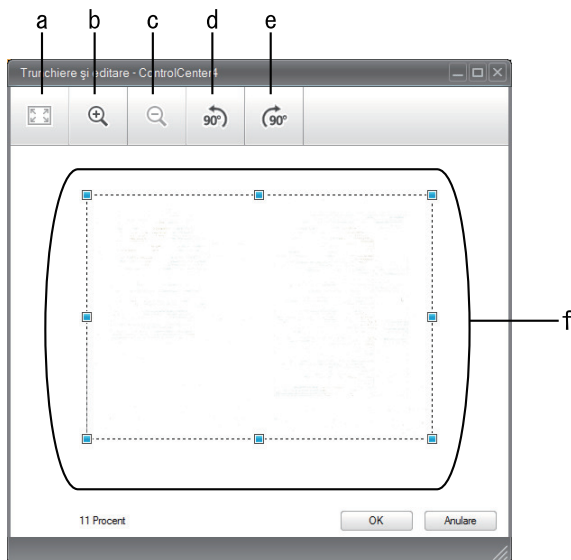 a b c d e
Trunchiere şi editare - ControlCenter4
90° 90°
f
11 Procent OK Anulare